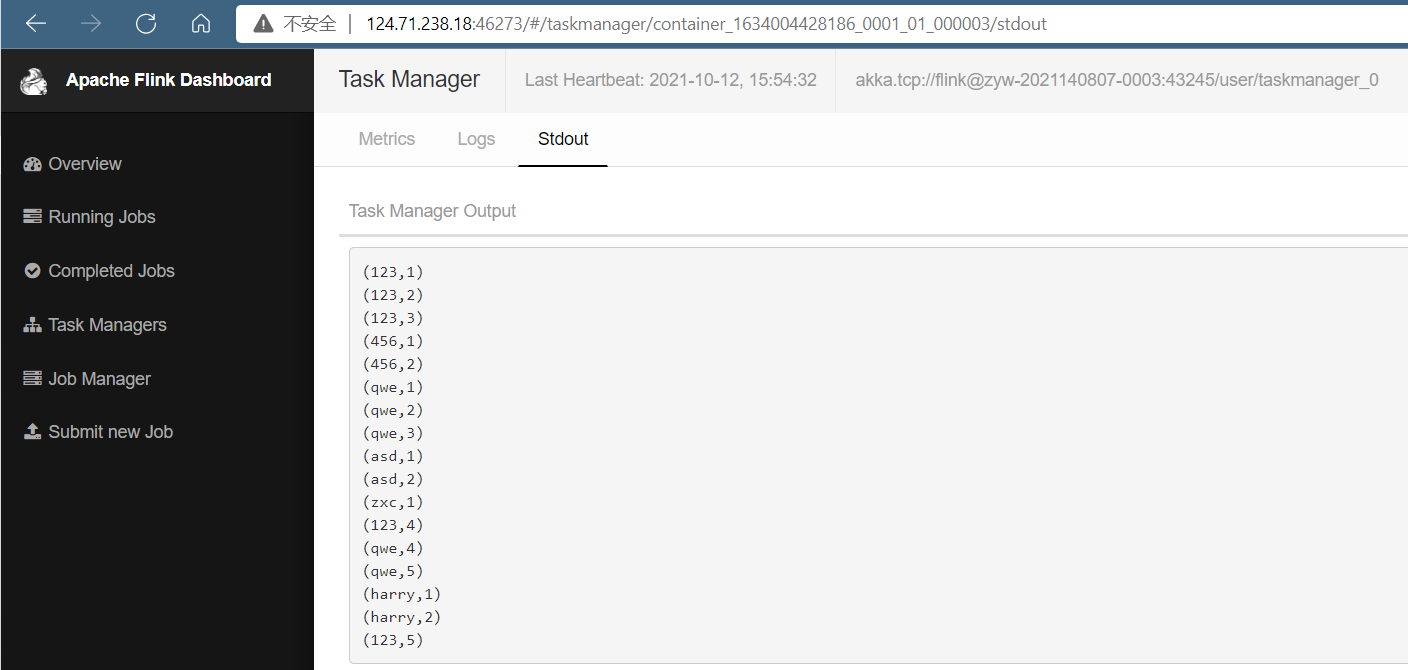 不安全 | 124.71.238.18:46273/#/taskmanager/container_1634004428186_0001_01_000003/stdout
Apache Flink Dashboard
Task Manager
Last Heartbeat: 2021-10-12, 15:54:32
akka.tcp://flink@zyw-2021140807-0003:43245/user/taskmanager_0
Overview
Running Jobs
Completed Jobs
Task Managers
Job Manager
Submit new Job
Metrics
Logs
Stdout
Task Manager Output
(123,1)
(123,2)
(123,3)
(456,1)
(456,2)
(qwe,1)
(qwe,2)
(qwe,3)
(asd,1)
(asd,2)
(zxc,1)
(123,4)
(qwe,4)
(qwe,5)
(harry,1)
(harry,2)
(123,5)